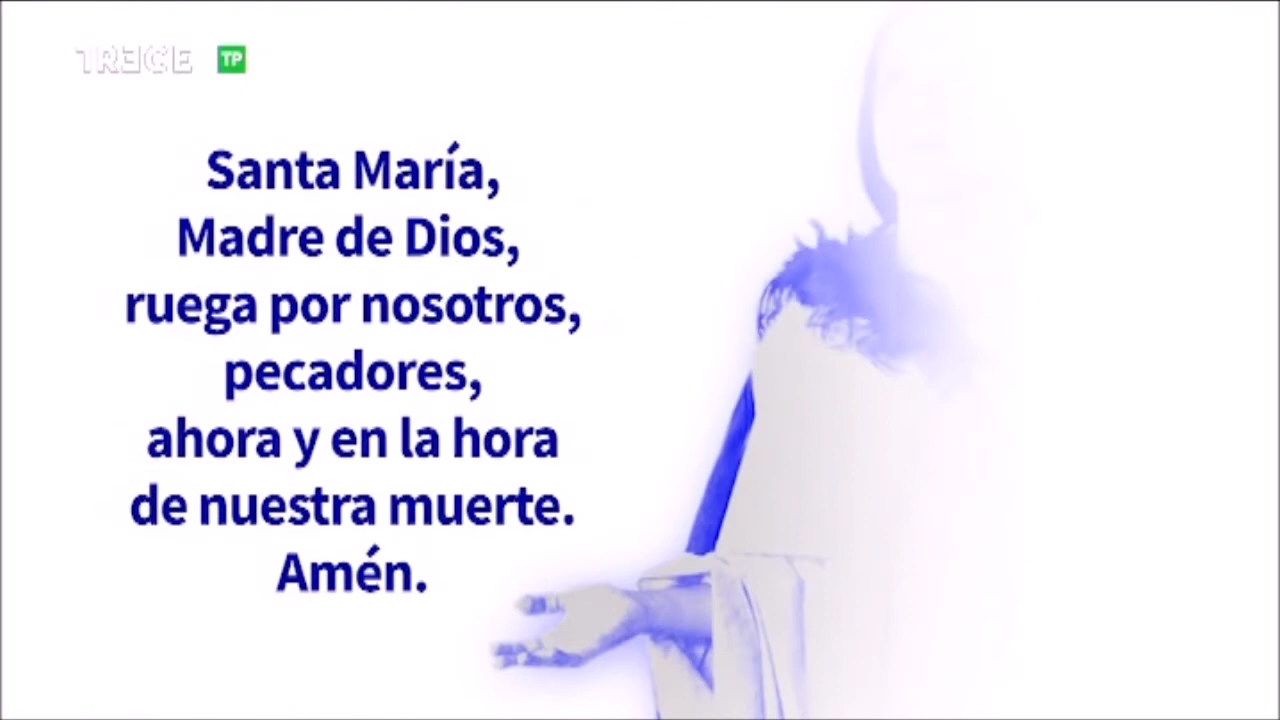 TRECE TP
Santa María,
Madre de Dios,
ruega por nosotros,
pecadores,
ahora y en la hora
de nuestra muerte.
Amén.